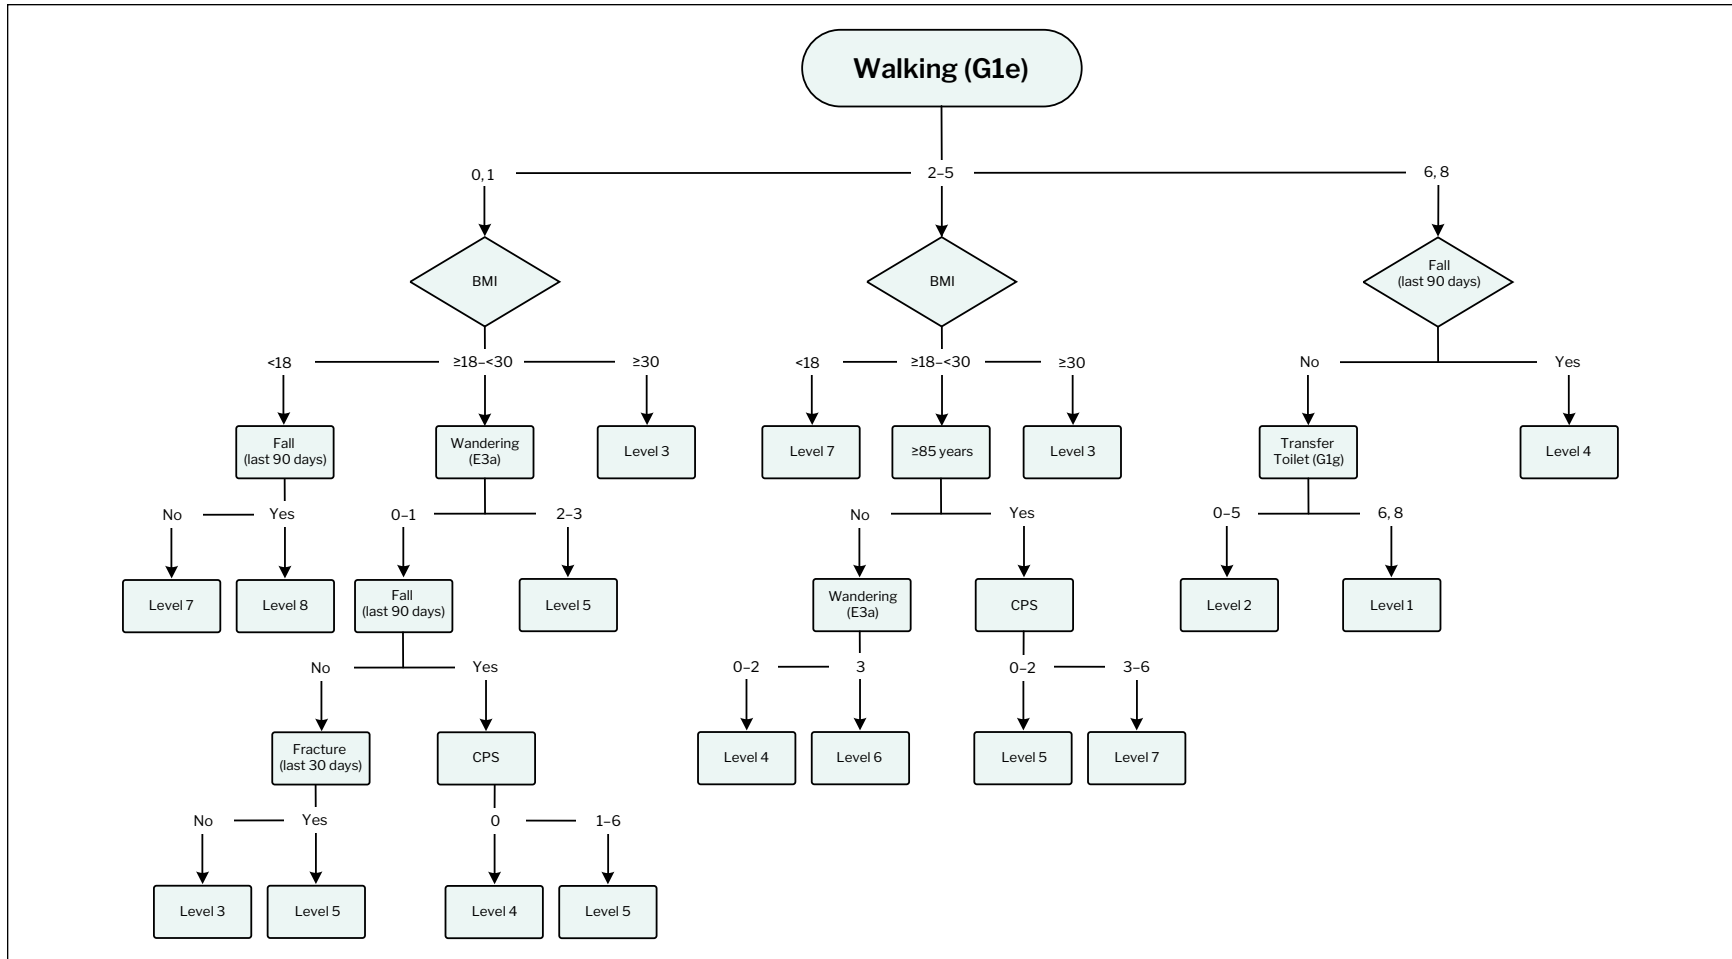 Walking (G1e)
0, 1
2–5
6, 8
BMI
BMI
Fall
(last 90 days)
<18
≥18–<30
≥30
<18
≥18–<30
≥30
No
Yes
Fall
(last 90 days)
Wandering
(E3a)
Level 3
Level 7
≥85 years
Level 3
Transfer
Toilet (G1g)
Level 4
No
Yes
0–1
2–3
No
Yes
0–5
6, 8
Level 7
Level 8
Fall
(last 90 days)
Level 5
Wandering
(E3a)
CPS
Level 2
Level 1
No
Yes
0–2
3
0–2
3–6
Fracture
(last 30 days)
CPS
Level 4
Level 6
Level 5
Level 7
No
Yes
0
1–6
Level 3
Level 5
Level 4
Level 5